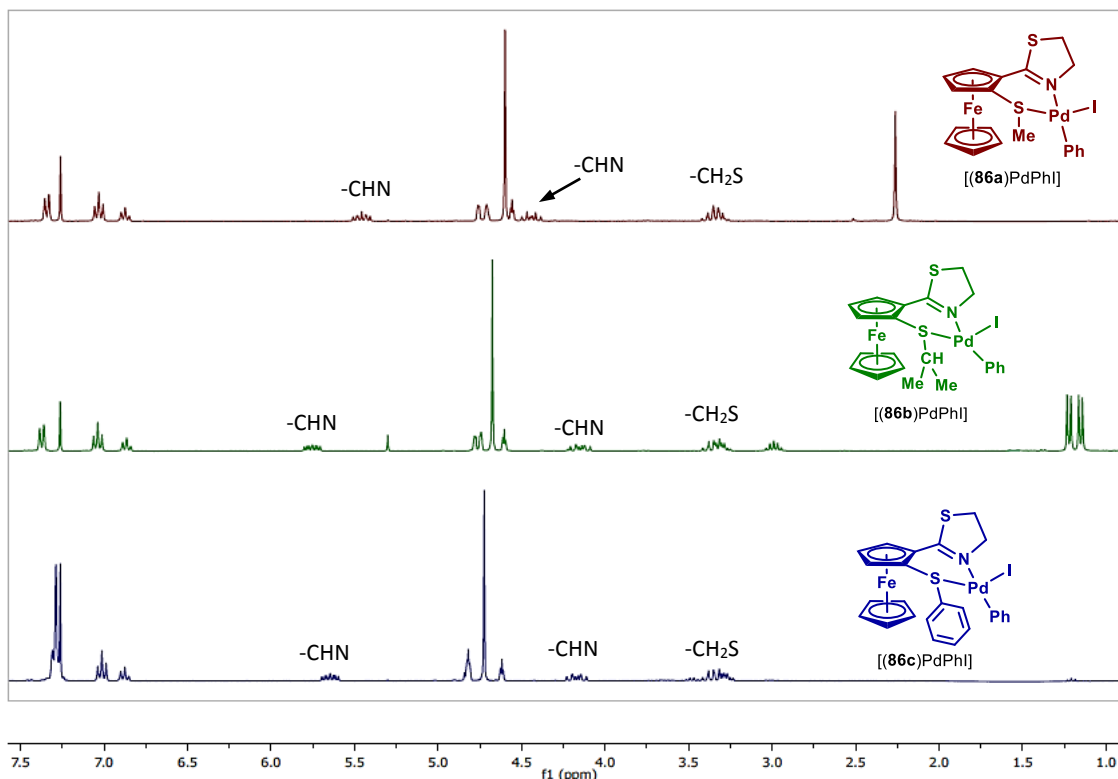 S
N
Fe
S
Pd
I
Me
Ph
[(86a)PdPhI]
-CHN
-CHN
-CH₂S
S
N
Fe
S
Pd
I
CH
Ph
Me Me
[(86b)PdPhI]
-CHN
-CHN
-CH₂S
S
N
Fe
S
Pd
I
Ph
[(86c)PdPhI]
-CHN
-CHN
-CH₂S
7.5 7.0 6.5 6.0 5.5 5.0 4.5 4.0 3.5 3.0 2.5 2.0 1.5 1.0
f1 (ppm)